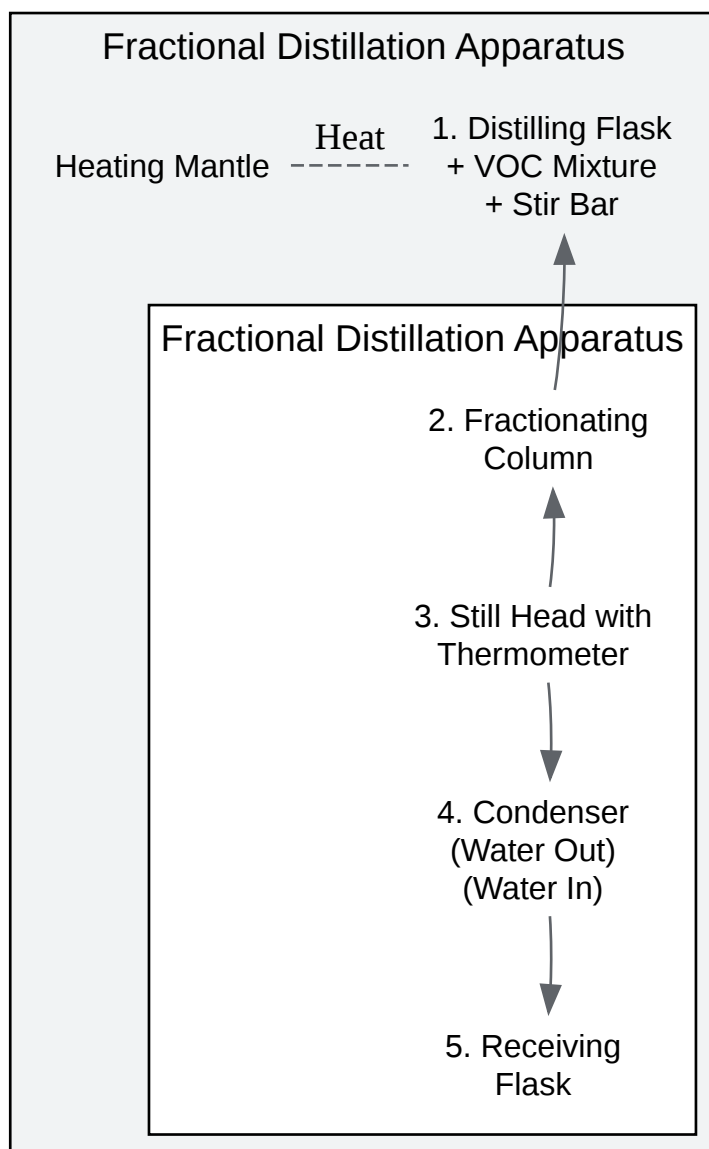 Fractional Distillation Apparatus
Heating Mantle
Heat
1. Distilling Flask
+ VOC Mixture
+ Stir Bar
Fractional Distillation Apparatus
2. Fractionating
Column
3. Still Head with
Thermometer
4. Condenser
(Water Out)
(Water In)
5. Receiving
Flask